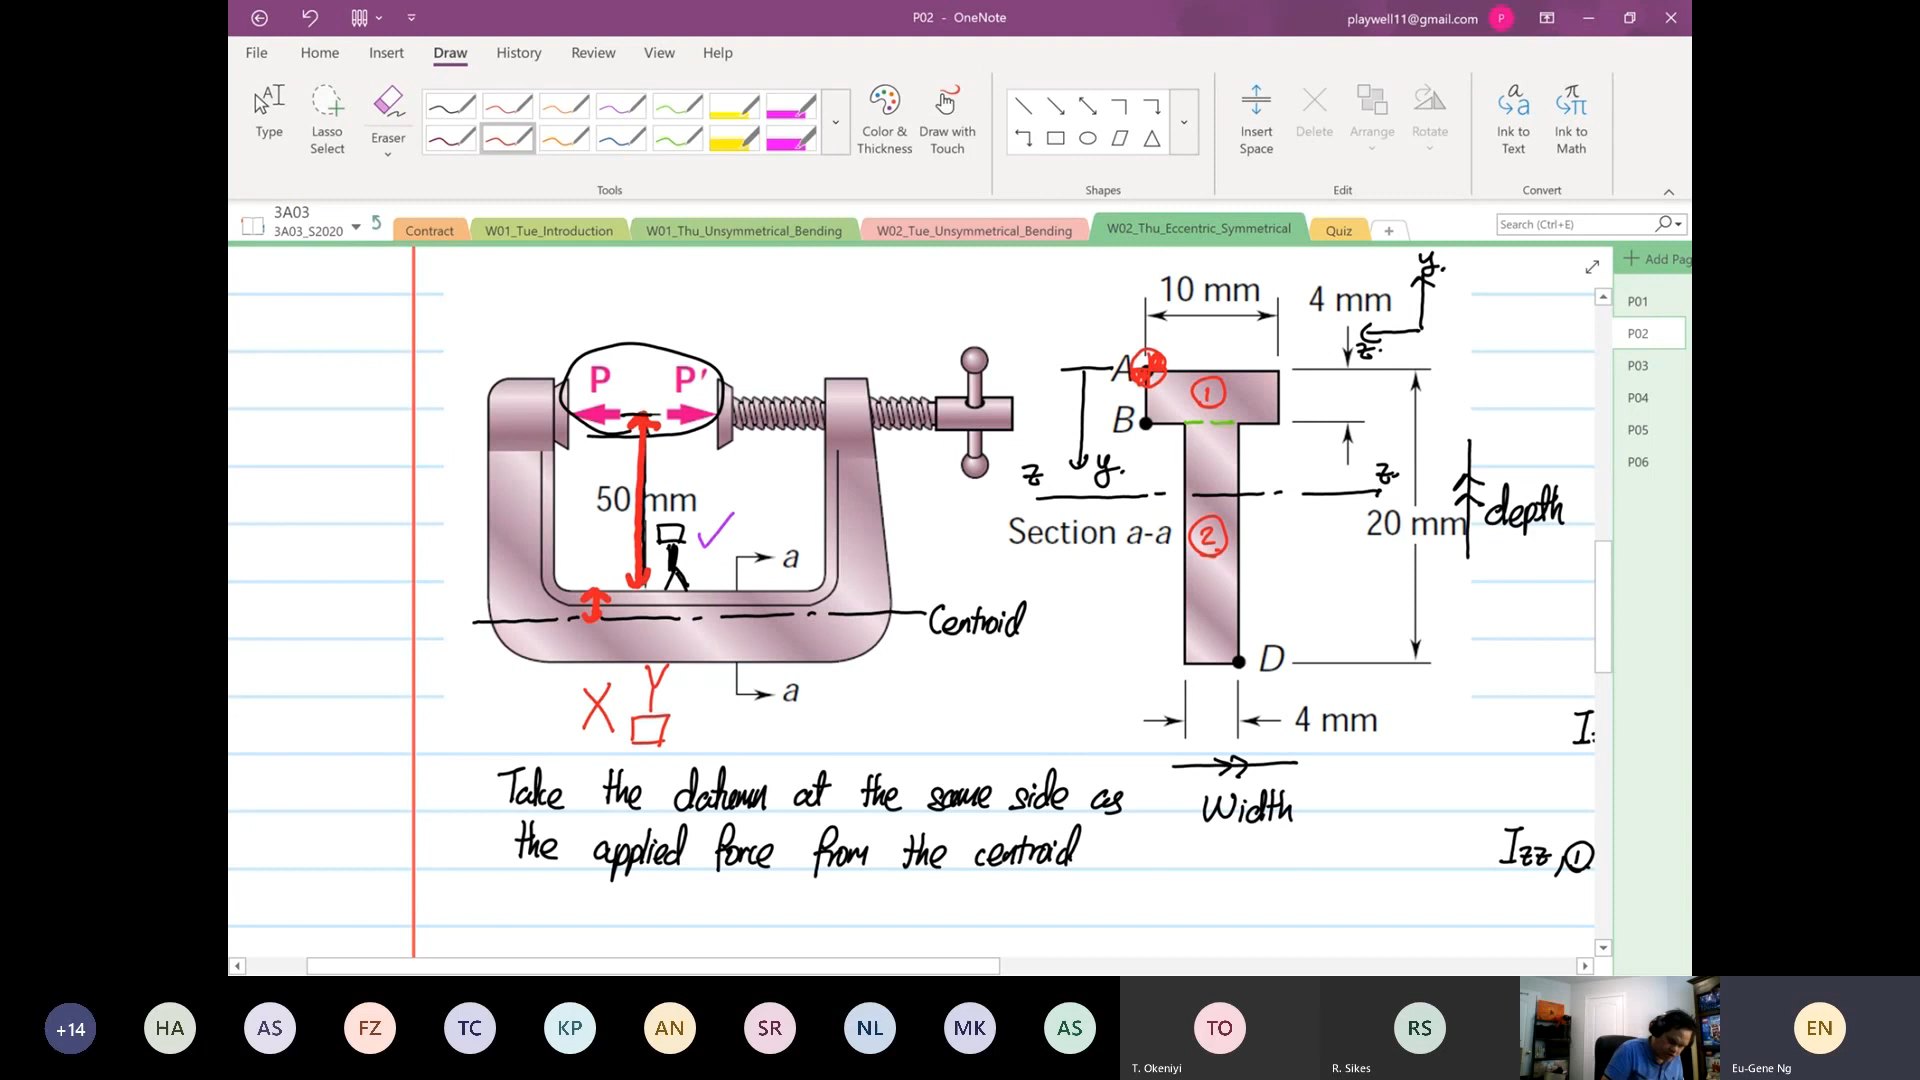 P02 - OneNote
playwell11@gmail.com P
File Home Insert Draw History Review View Help
Type
Lasso Select
Eraser
Color & Thickness
Draw with Touch
Insert Space
Delete
Arrange
Rotate
Ink to Text
Ink to Math
Tools Shapes Edit Convert
3A03
3A03_S2020
Contract W01_Tue_Introduction W01_Thu_Unsymmetrical_Bending W02_Tue_Unsymmetrical_Bending W02_Thu_Eccentric_Symmetrical Quiz +
Search (Ctrl+E)
Add Pag
P01
P02
P03
P04
P05
P06
10 mm
4 mm
y.
z.
P P'
A
1
B
y.
z z.
50 mm
Section a-a
2
20 mm
depth
a
Centroid
D
a
X Y
4 mm
Width
Take the datum at the same side as
the applied force from the centroid
I
Izz,1
+14 HA AS FZ TC KP AN SR NL MK AS TO RS EN
T. Okeniyi
R. Sikes
Eu-Gene Ng